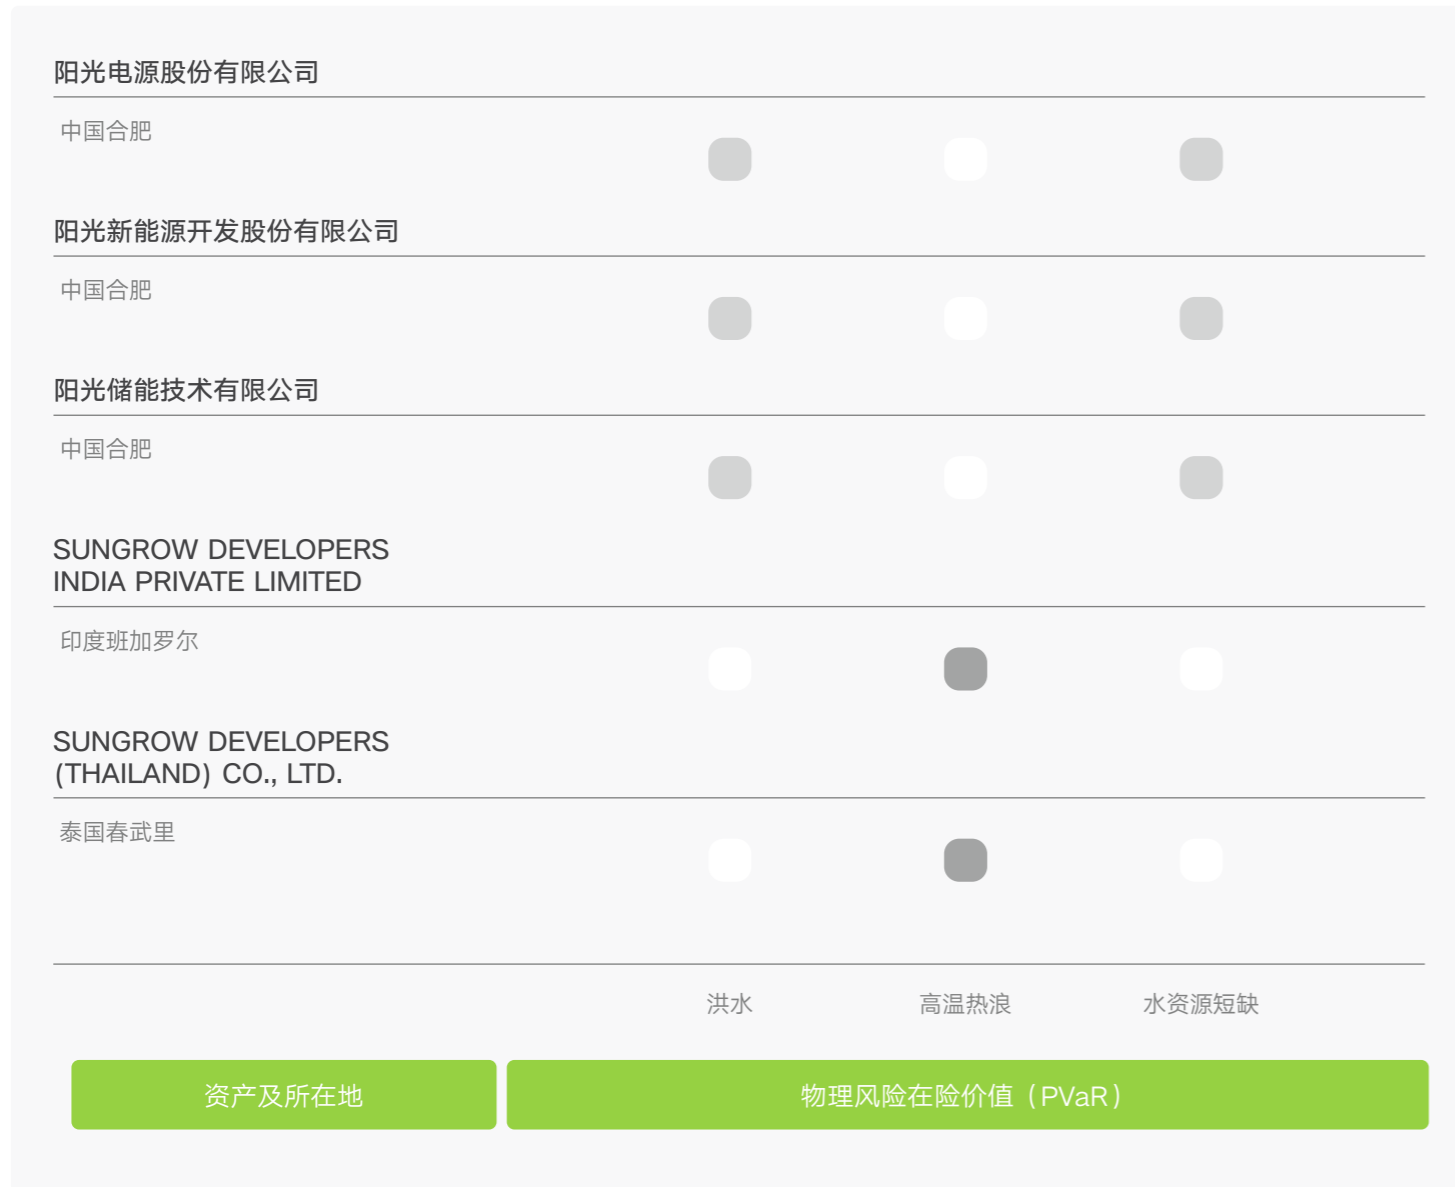 阳光电源股份有限公司
中国合肥
阳光新能源开发股份有限公司
中国合肥
阳光储能技术有限公司
中国合肥
SUNGROW DEVELOPERS
INDIA PRIVATE LIMITED
印度班加罗尔
SUNGROW DEVELOPERS
(THAILAND) CO., LTD.
泰国春武里
洪水 高温热浪 水资源短缺
资产及所在地 物理风险在险价值（PVaR）